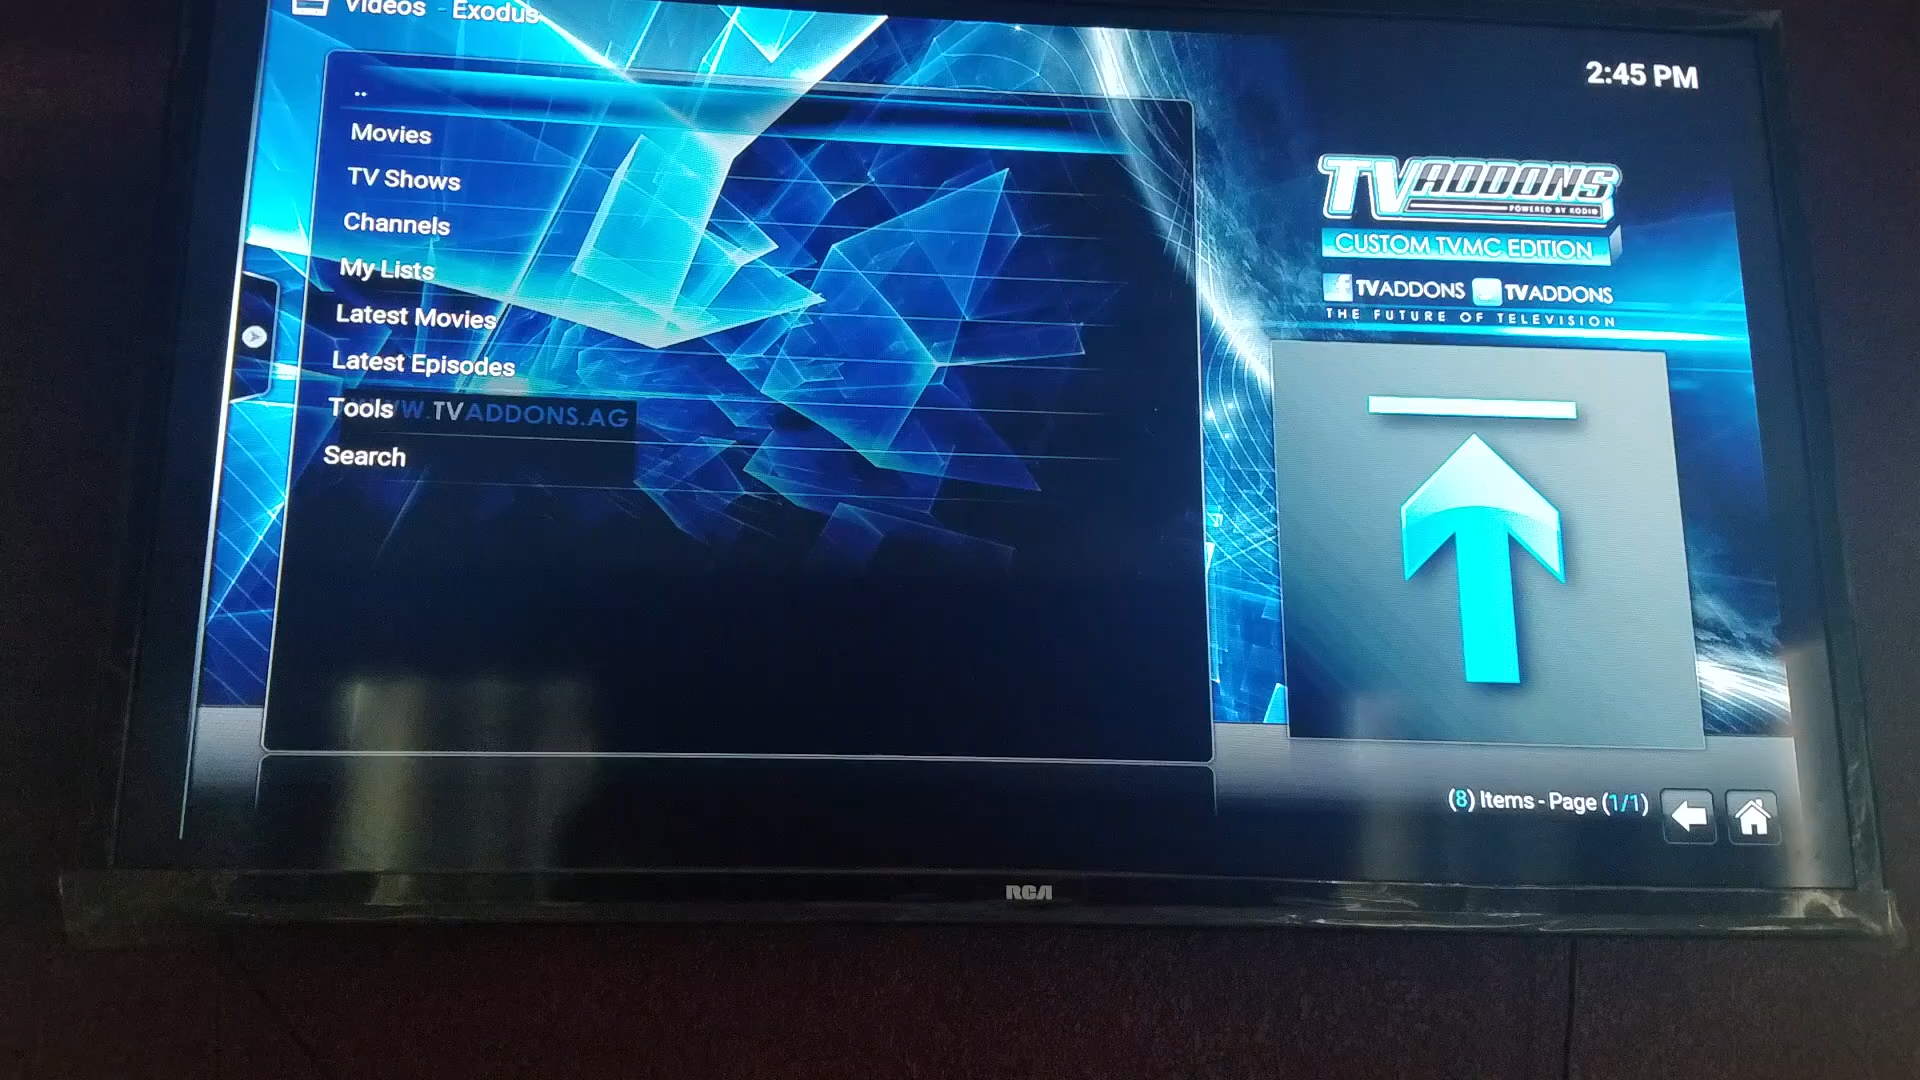 Videos - Exodus
2:45 PM
..
Movies
TV Shows
Channels
My Lists
Latest Movies
Latest Episodes
Tools
W.TVADDONS.AG
Search
TVADDONS
POWERED BY KODI
CUSTOM TVMC EDITION
f TVADDONS TVADDONS
THE FUTURE OF TELEVISION
(8) Items - Page (1/1)
RCA